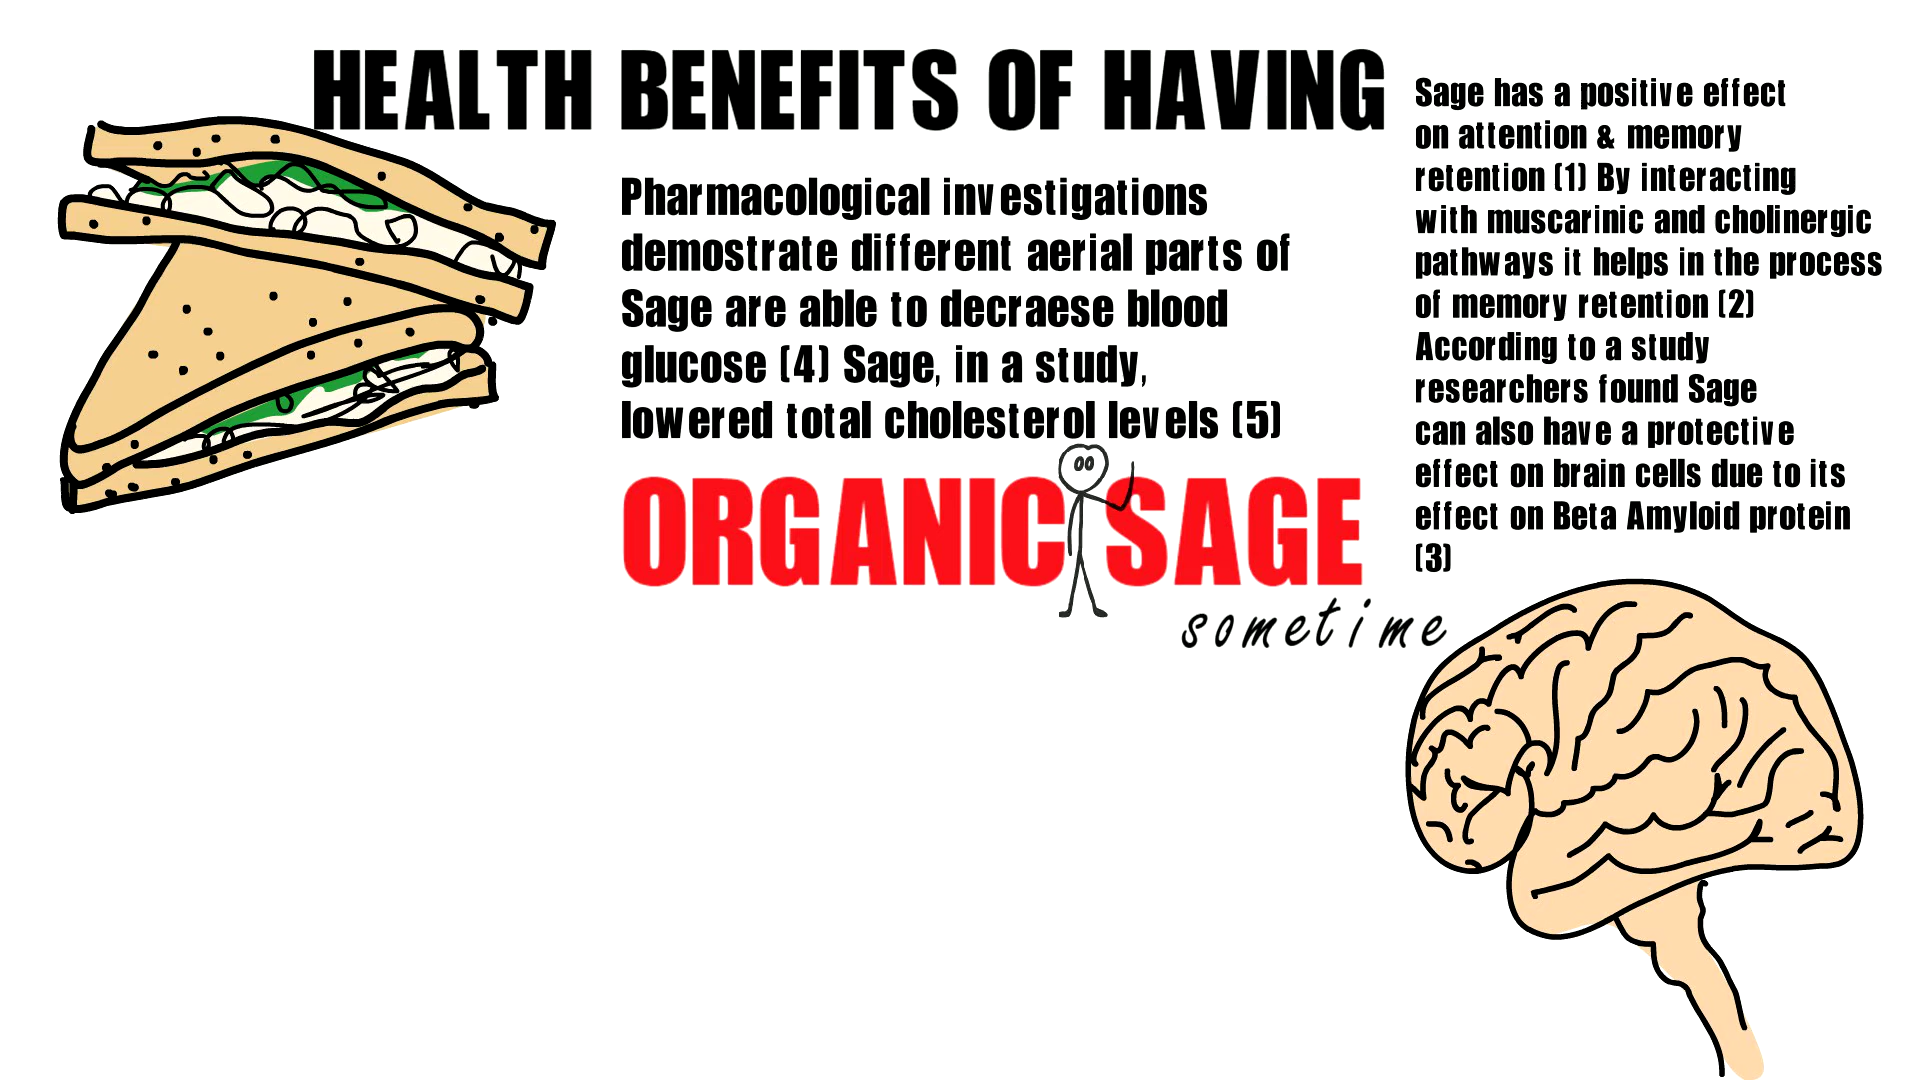 HEALTH BENEFITS OF HAVING
Pharmacological investigations
demostrate different aerial parts of
Sage are able to decraese blood
glucose (4) Sage, in a study,
lowered total cholesterol levels (5)
ORGANIC SAGE
sometime
Sage has a positive effect
on attention & memory
retention (1) By interacting
with muscarinic and cholinergic
pathways it helps in the process
of memory retention (2)
According to a study
researchers found Sage
can also have a protective
effect on brain cells due to its
effect on Beta Amyloid protein
(3)